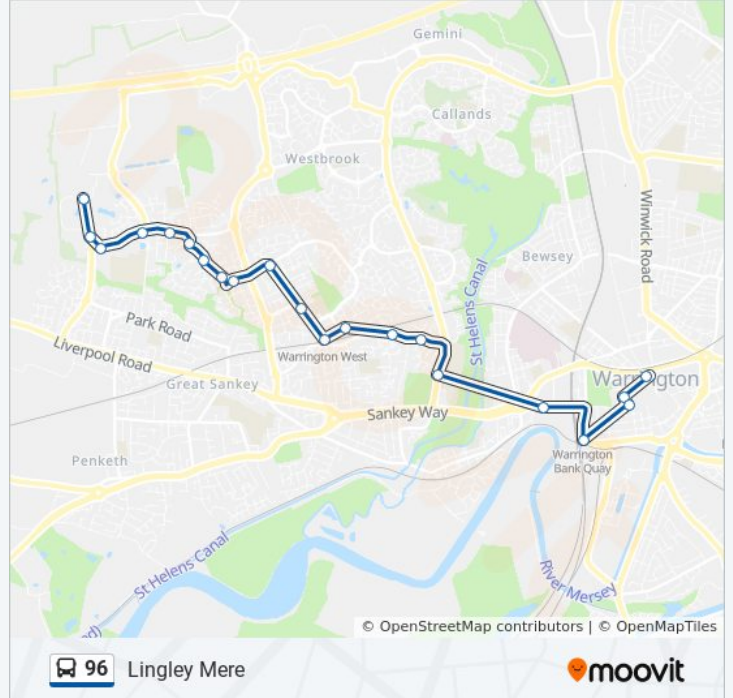 Gemini
Callands
Westbrook
Winwick Road
Bewsey
St Helens Canal
Park Road
Liverpool Road
Warrington West
Great Sankey
Warrington
Sankey Way
Penketh
Warrington
Bank Quay
St Helens Canal
River Mersey
ed)
© OpenStreetMap contributors | © OpenMapTiles
96 Lingley Mere
moovit